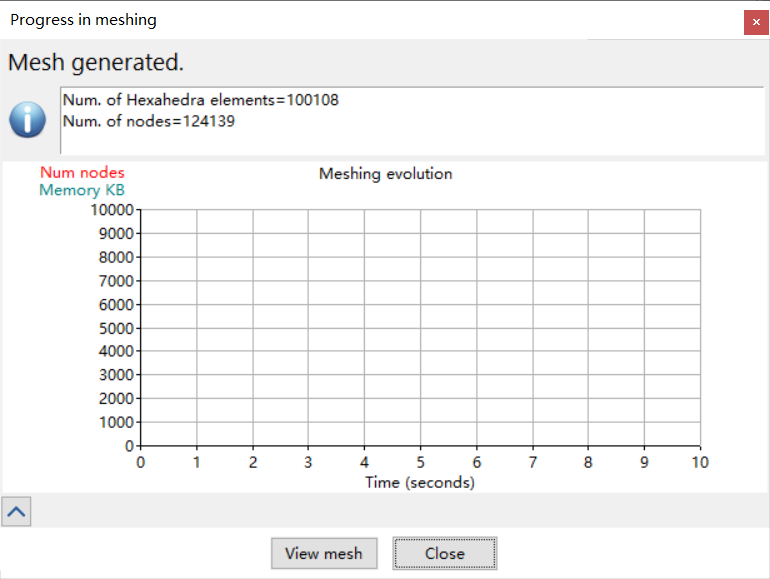 Progress in meshing
×
Mesh generated.
Num. of Hexahedra elements=100108
Num. of nodes=124139
Num nodes
Memory KB
Meshing evolution
10000
9000
8000
7000
6000
5000
4000
3000
2000
1000
0
0 1 2 3 4 5 6 7 8 9 10
Time (seconds)
View mesh Close